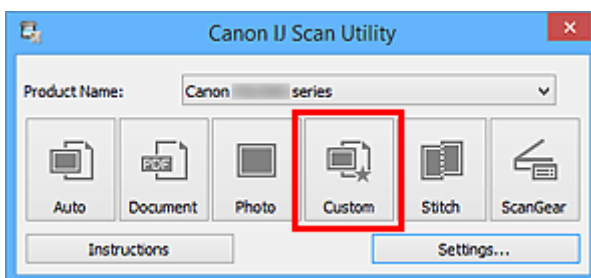 Canon IJ Scan Utility
Product Name: Canon series
PDF
Auto Document Photo Custom Stitch ScanGear
Instructions Settings...